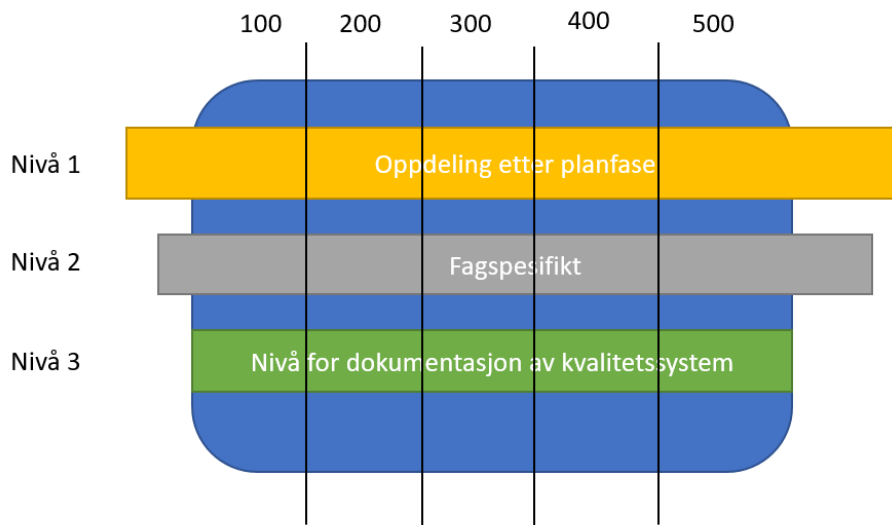 100 200 300 400 500
Nivå 1 Oppdeling etter planfase
Nivå 2 Fagspesifikt
Nivå 3 Nivå for dokumentasjon av kvalitetssystem